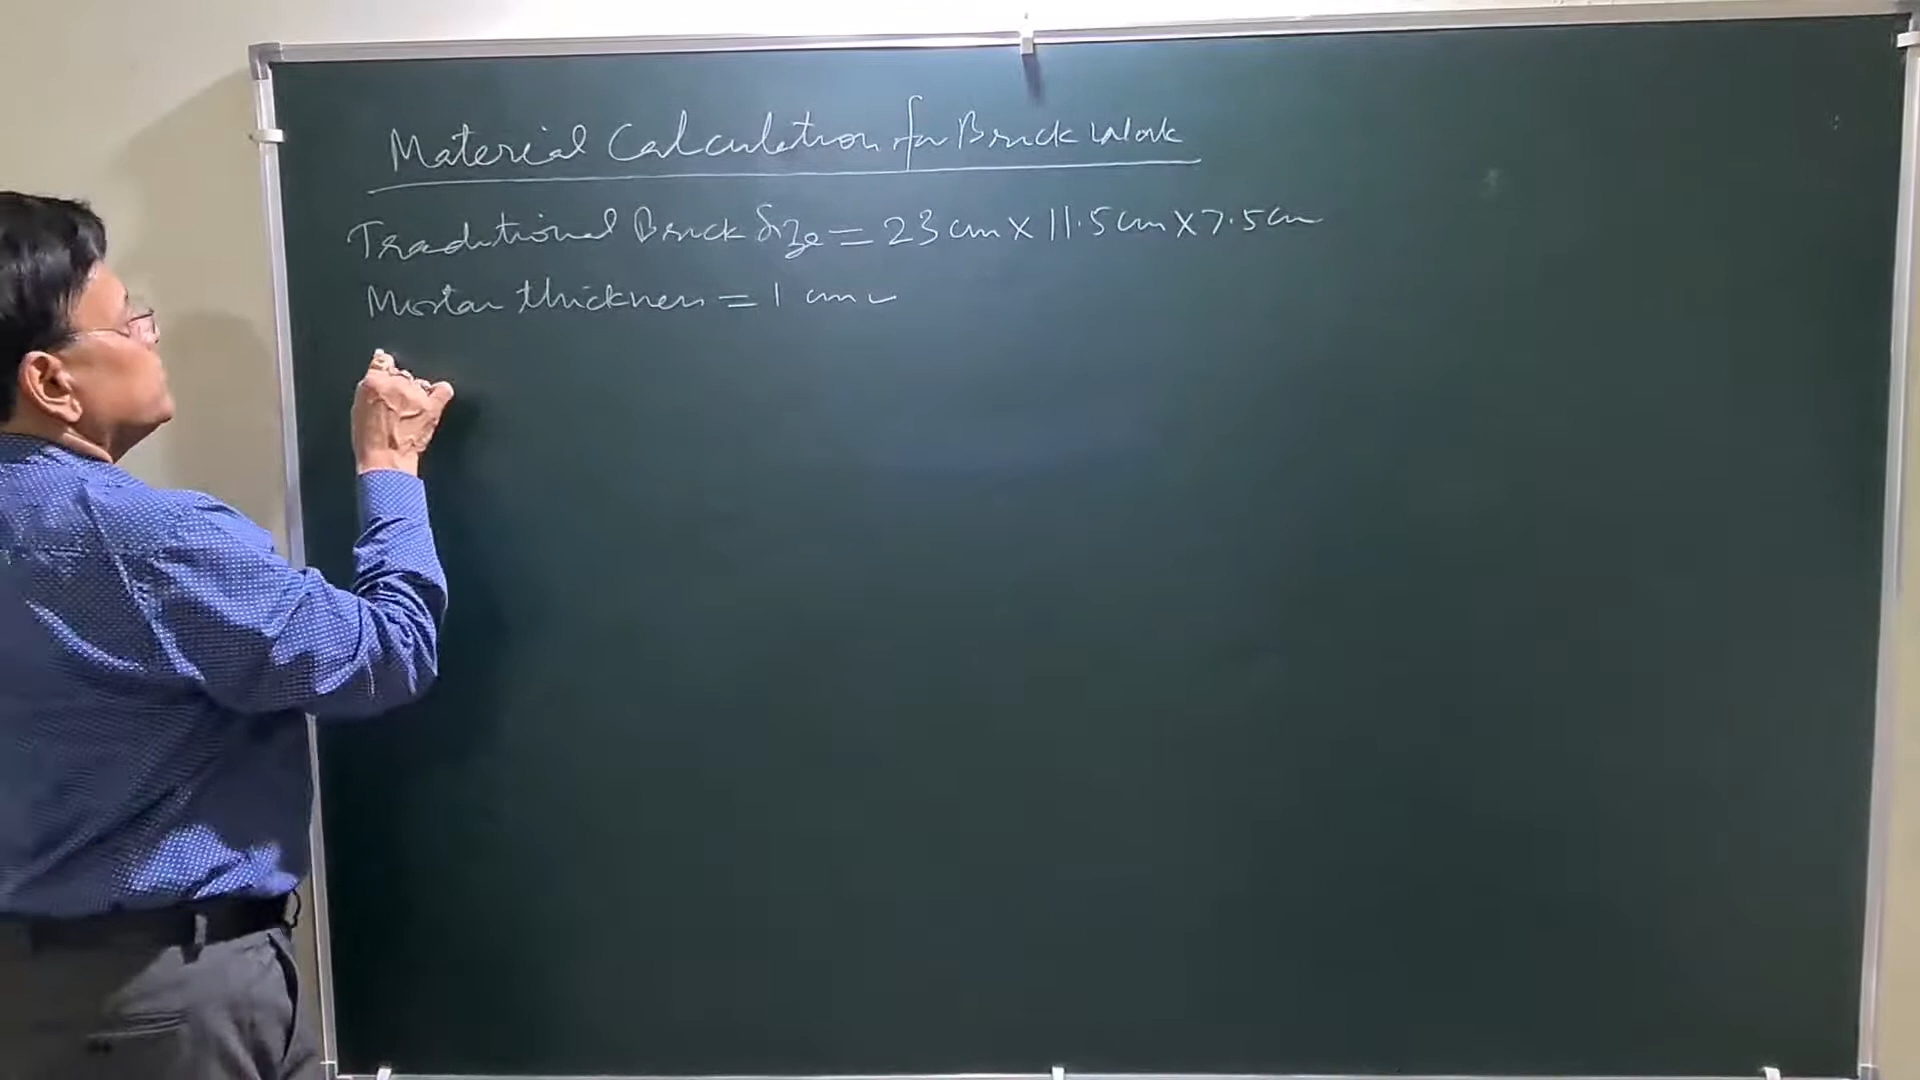 Material Calculation for Brick Work
Traditional Brick Size = 23 cm x 11.5 cm x 7.5 cm
Mortar thickness = 1 cm